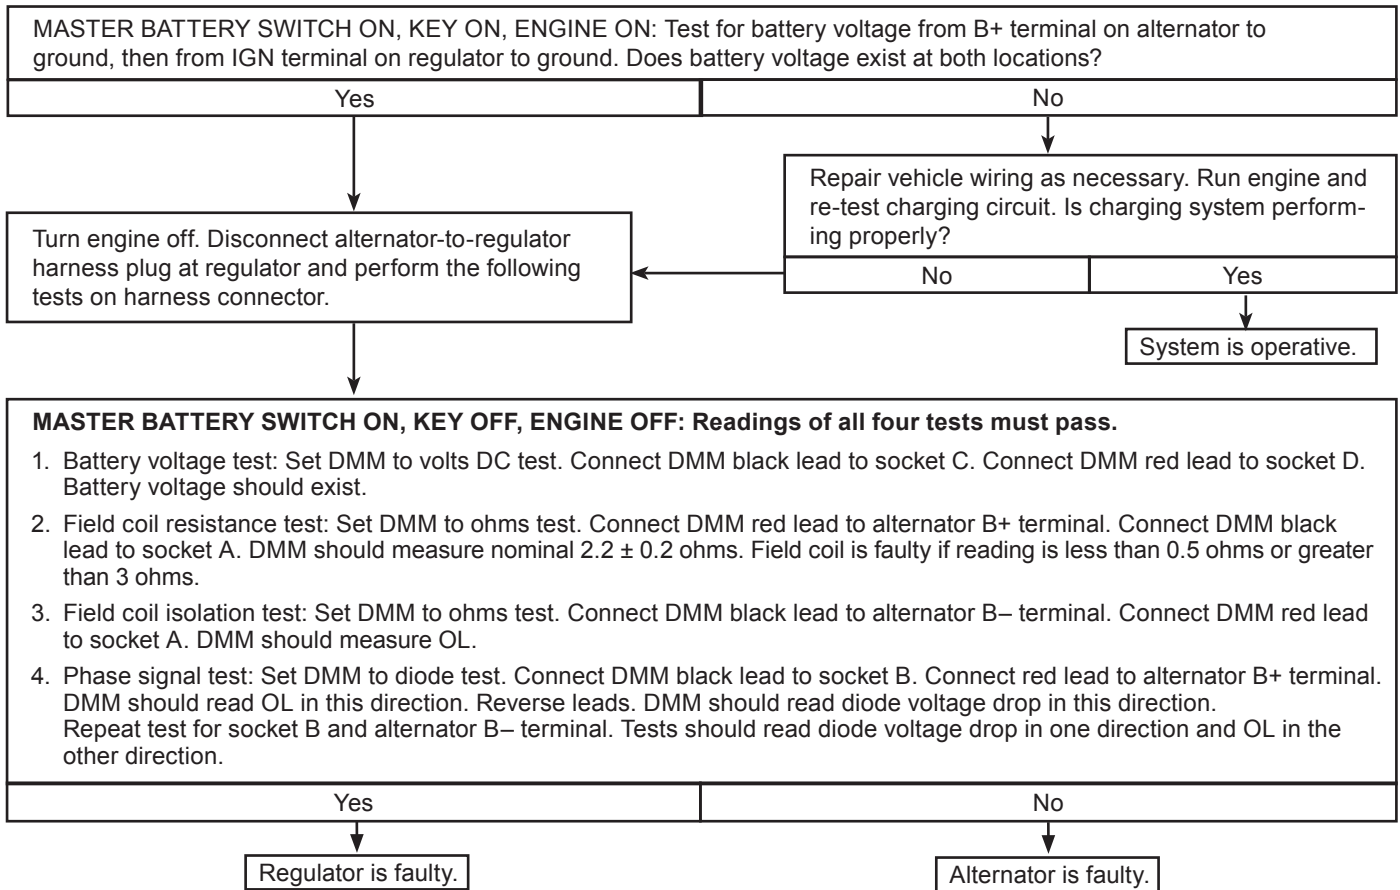 MASTER BATTERY SWITCH ON, KEY ON, ENGINE ON: Test for battery voltage from B+ terminal on alternator to
ground, then from IGN terminal on regulator to ground. Does battery voltage exist at both locations?
Yes
No
Repair vehicle wiring as necessary. Run engine and
re-test charging circuit. Is charging system perform-
ing properly?
No
Yes
System is operative.
Turn engine off. Disconnect alternator-to-regulator
harness plug at regulator and perform the following
tests on harness connector.
MASTER BATTERY SWITCH ON, KEY OFF, ENGINE OFF: Readings of all four tests must pass.
1. Battery voltage test: Set DMM to volts DC test. Connect DMM black lead to socket C. Connect DMM red lead to socket D.
Battery voltage should exist.
2. Field coil resistance test: Set DMM to ohms test. Connect DMM red lead to alternator B+ terminal. Connect DMM black
lead to socket A. DMM should measure nominal 2.2 ± 0.2 ohms. Field coil is faulty if reading is less than 0.5 ohms or greater
than 3 ohms.
3. Field coil isolation test: Set DMM to ohms test. Connect DMM black lead to alternator B– terminal. Connect DMM red lead
to socket A. DMM should measure OL.
4. Phase signal test: Set DMM to diode test. Connect DMM black lead to socket B. Connect red lead to alternator B+ terminal.
DMM should read OL in this direction. Reverse leads. DMM should read diode voltage drop in this direction.
Repeat test for socket B and alternator B– terminal. Tests should read diode voltage drop in one direction and OL in the
other direction.
Yes
No
Regulator is faulty.
Alternator is faulty.